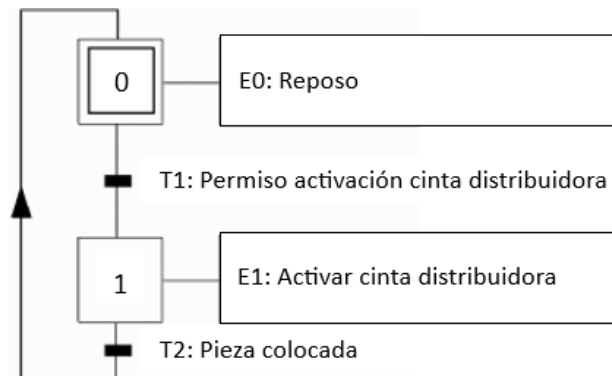 0
E0: Reposo
T1: Permiso activación cinta distribuidora
1
E1: Activar cinta distribuidora
T2: Pieza colocada